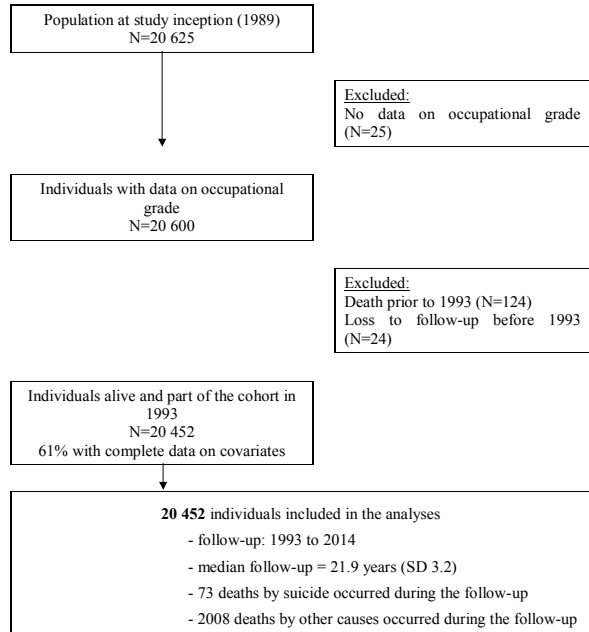 Population at study inception (1989)
N=20 625
Excluded:
No data on occupational grade
(N=25)
Individuals with data on occupational
grade
N=20 600
Excluded:
Death prior to 1993 (N=124)
Loss to follow-up before 1993
(N=24)
Individuals alive and part of the cohort in
1993
N=20 452
61% with complete data on covariates
20 452 individuals included in the analyses
- follow-up: 1993 to 2014
- median follow-up = 21.9 years (SD 3.2)
- 73 deaths by suicide occurred during the follow-up
- 2008 deaths by other causes occurred during the follow-up